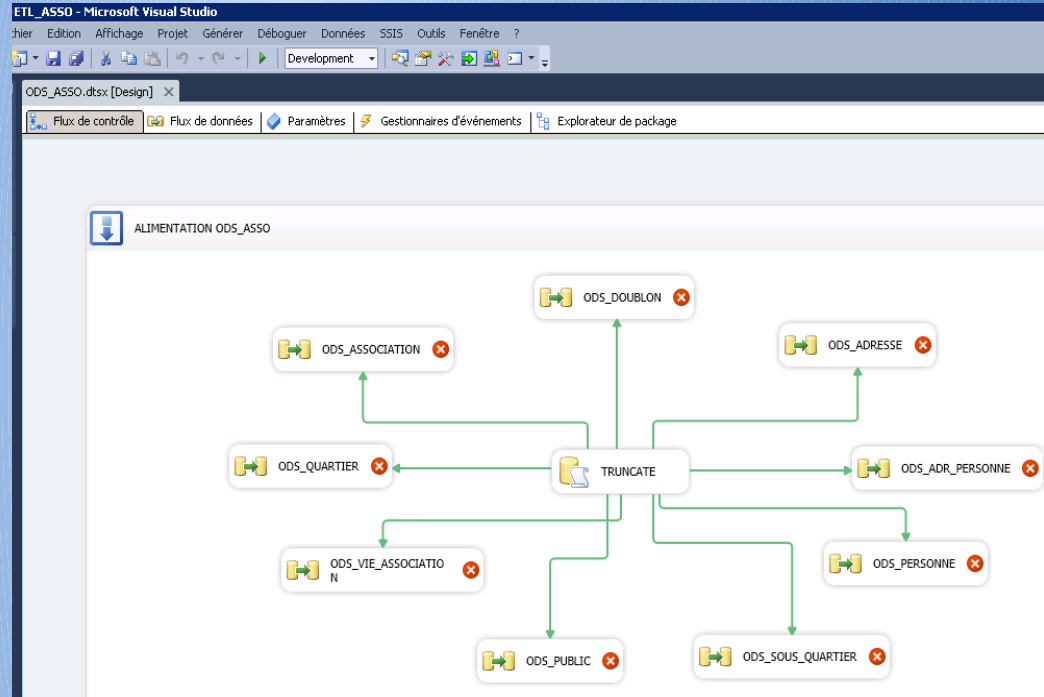 ETL_ASSO - Microsoft Visual Studio
hier Edition Affichage Projet Générer Déboguer Données SSIS Outils Fenêtre ?
Development
ODS_ASSO.dtsx [Design]
Flux de contrôle Flux de données Paramètres Gestionnaires d'événements Explorateur de package
ALIMENTATION ODS_ASSO
ODS_DOUBLON
ODS_ASSOCIATION
ODS_ADRESSE
ODS_QUARTIER
TRUNCATE
ODS_ADR_PERSONNE
ODS_VIE_ASSOCIATIO
N
ODS_PERSONNE
ODS_PUBLIC
ODS_SOUS_QUARTIER